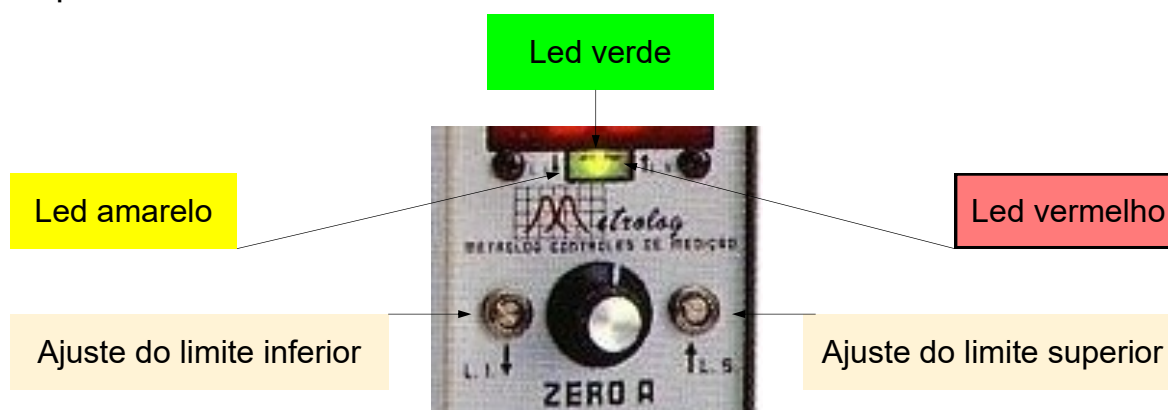 Led verde
Led amarelo
Led vermelho
etrolog
METROLOG CONTROLES DE MEDIÇÃO
Ajuste do limite inferior
Ajuste do limite superior
L. I.
L. S.
ZERO A